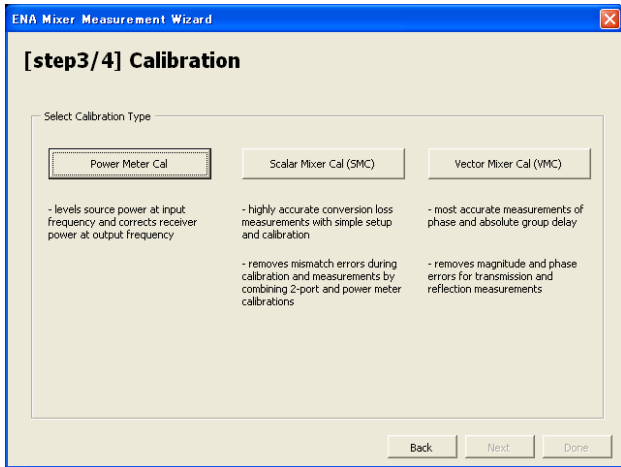 ENA Mixer Measurement Wizard
[step3/4] Calibration
Select Calibration Type
Power Meter Cal
Scalar Mixer Cal (SMC)
Vector Mixer Cal (VMC)
- levels source power at input
frequency and corrects receiver
power at output frequency
- highly accurate conversion loss
measurements with simple setup
and calibration
- removes mismatch errors during
calibration and measurements by
combining 2-port and power meter
calibrations
- most accurate measurements of
phase and absolute group delay
- removes magnitude and phase
errors for transmission and
reflection measurements
Back
Next
Done